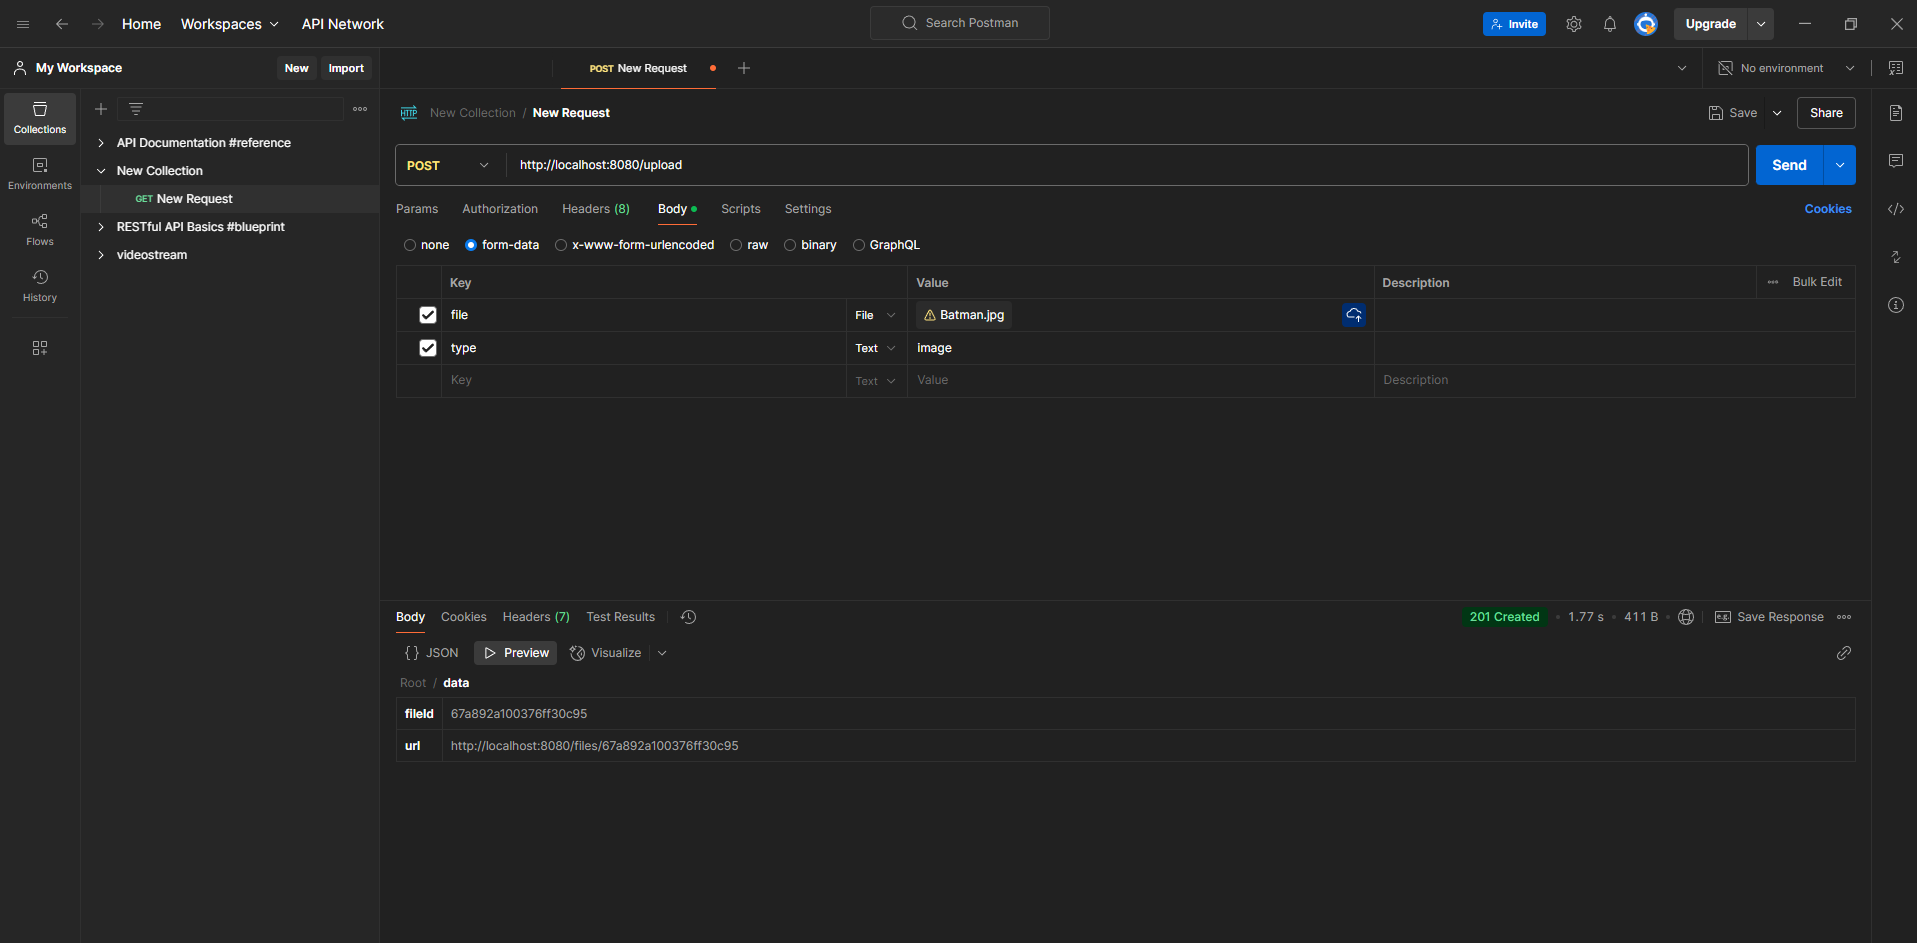 Home Workspaces API Network Search Postman Invite Upgrade
My Workspace New Import POST New Request No environment
Collections
Environments
Flows
History
API Documentation #reference
New Collection
GET New Request
RESTful API Basics #blueprint
videostream
HTTP New Collection / New Request Save Share
POST http://localhost:8080/upload Send
Params Authorization Headers (8) Body Scripts Settings Cookies
none form-data x-www-form-urlencoded raw binary GraphQL
Key Value Description Bulk Edit
file File Batman.jpg
type Text image
Key Text Value Description
Body Cookies Headers (7) Test Results 201 Created • 1.77 s • 411 B • e.g. Save Response
{} JSON Preview Visualize
Root / data
fileId 67a892a100376ff30c95
url http://localhost:8080/files/67a892a100376ff30c95